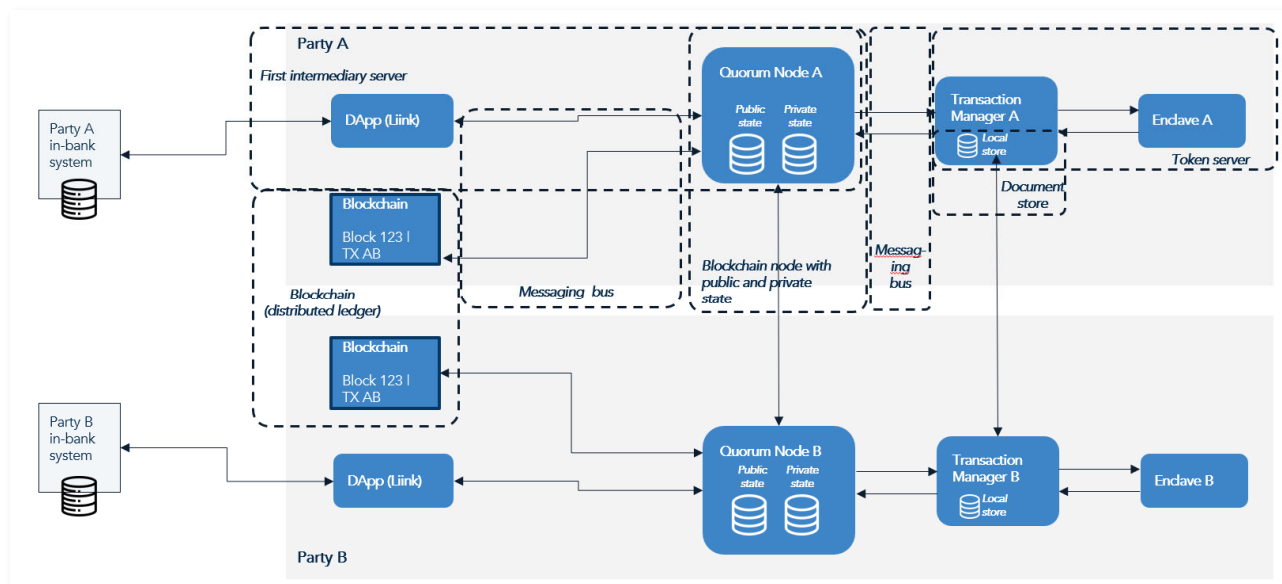 Party A
First intermediary server
Quorum Node A
Public
state
Private
state
DApp (Liink)
Transaction
Manager A
Local
store
Enclave A
Token server
Party A
in-bank
system
Document
store
Blockchain
Block 123 |
TX AB
Messag-
ing
bus
Blockchain node with
public and private
state
Messaging bus
Blockchain
(distributed ledger)
Blockchain
Block 123 |
TX AB
Party B
in-bank
system
Quorum Node B
Public
state
Private
state
DApp (Liink)
Transaction
Manager B
Local
store
Enclave B
Party B